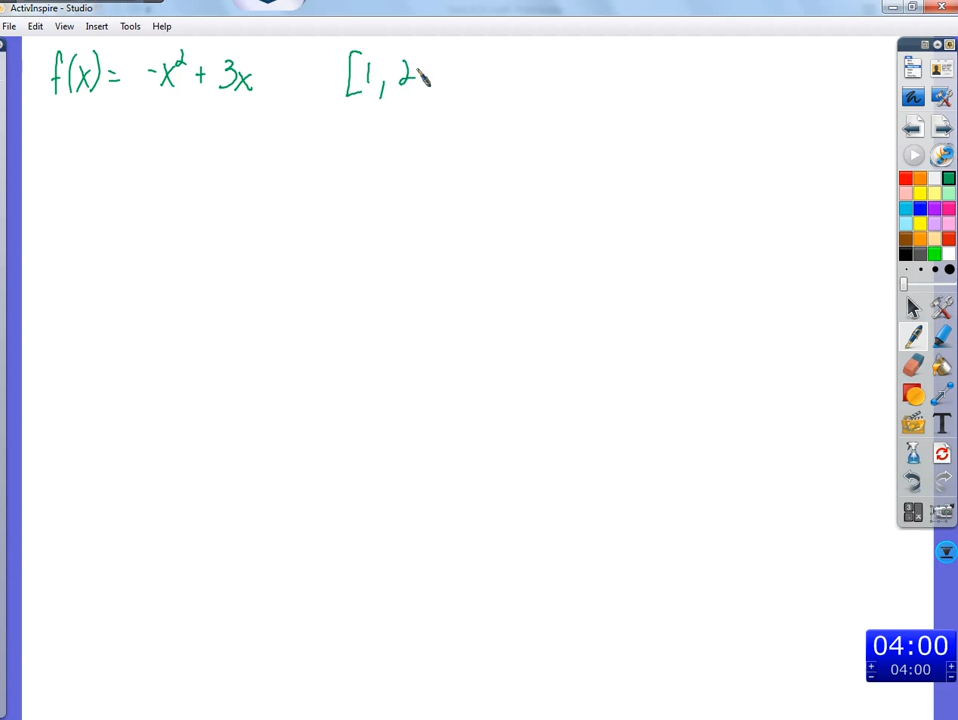 ActivInspire - Studio
File Edit View Insert Tools Help
f(x) = -x² + 3x [1, 2
04:00
04:00